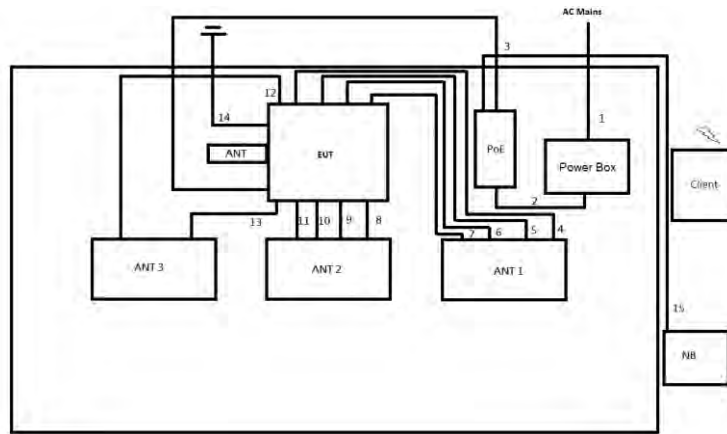 AC Mains
3
12
14
1
EUT
PoE
ANT
Power Box
Client
2
13
11
10
9
8
7
6
5
4
ANT 3
ANT 2
ANT 1
15
NB